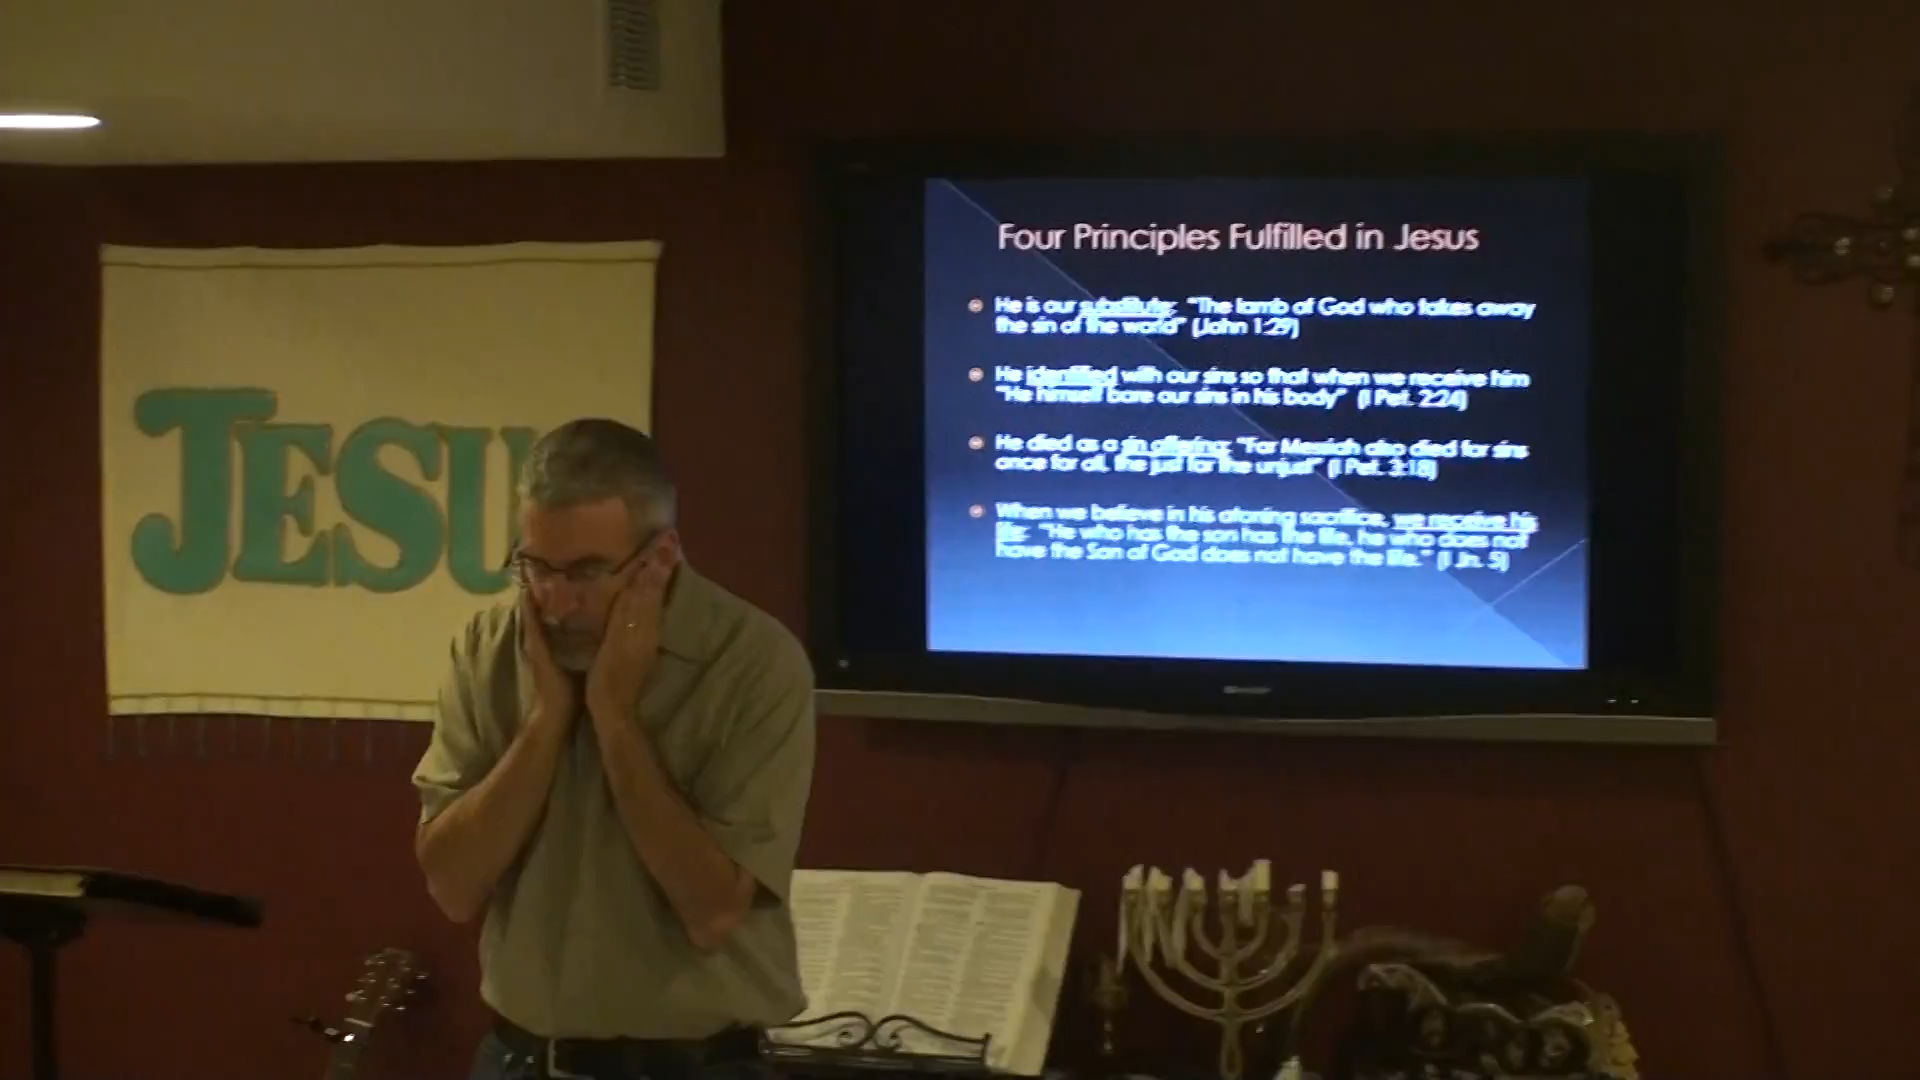 JESU
Four Principles Fulfilled in Jesus
He is our substitute: "The lamb of God who takes away
the sin of the world" (John 1:29)
He identified with our sins so that when we receive him
"He himself bore our sins in his body" (I Pet. 2:24)
He died as a sin offering: "For Messiah also died for sins
once for all, the just for the unjust" (I Pet. 3:18)
When we believe in his atoning sacrifice, we receive his
life: "He who has the son has the life, he who does not
have the Son of God does not have the life." (I Jn. 5)